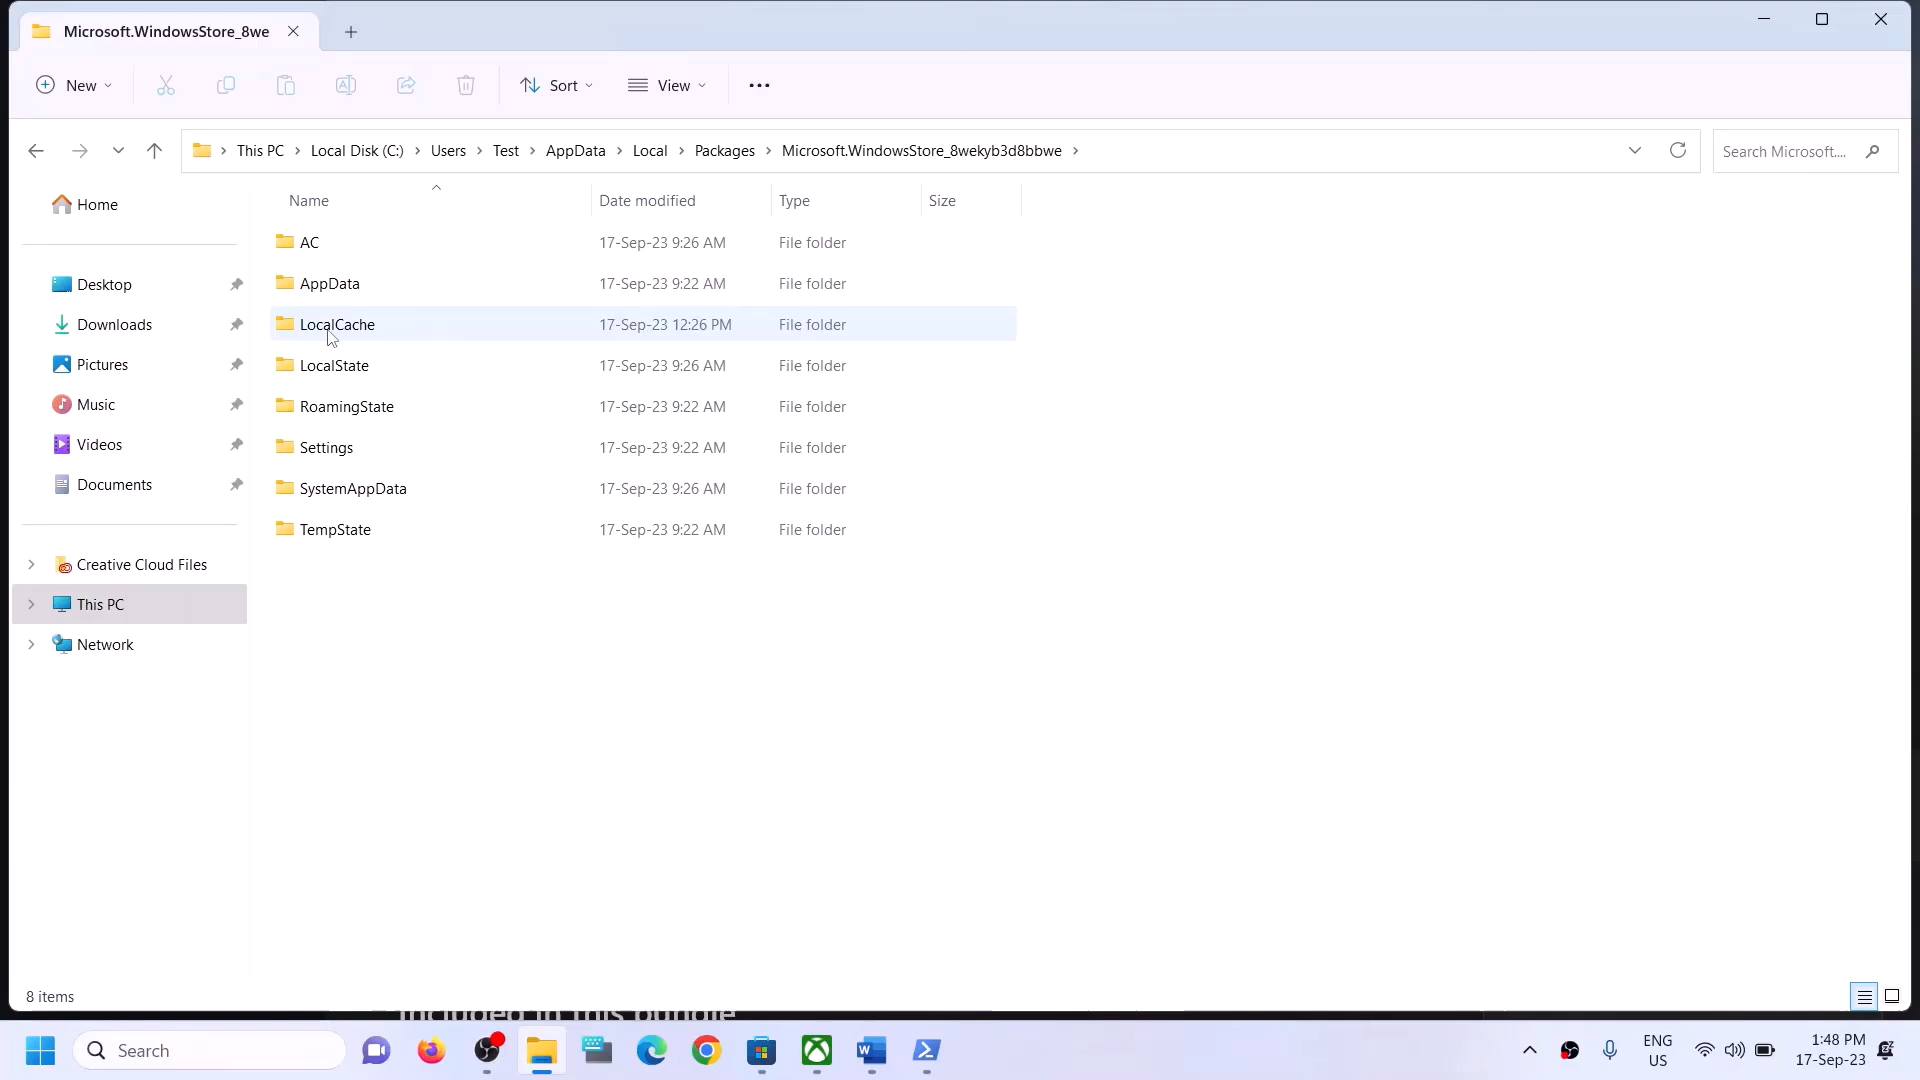 Microsoft.WindowsStore_8we
New
Sort
View
This PC
Local Disk (C:)
Users
Test
AppData
Local
Packages
Microsoft.WindowsStore_8wekyb3d8bbwe
Search Microsoft....
Home
Desktop
Downloads
Pictures
Music
Videos
Documents
Creative Cloud Files
This PC
Network
Name Date modified Type Size
AC 17-Sep-23 9:26 AM File folder
AppData 17-Sep-23 9:22 AM File folder
LocalCache 17-Sep-23 12:26 PM File folder
LocalState 17-Sep-23 9:26 AM File folder
RoamingState 17-Sep-23 9:22 AM File folder
Settings 17-Sep-23 9:22 AM File folder
SystemAppData 17-Sep-23 9:26 AM File folder
TempState 17-Sep-23 9:22 AM File folder
8 items
included in this bundle
Search
ENG
US
1:48 PM
17-Sep-23